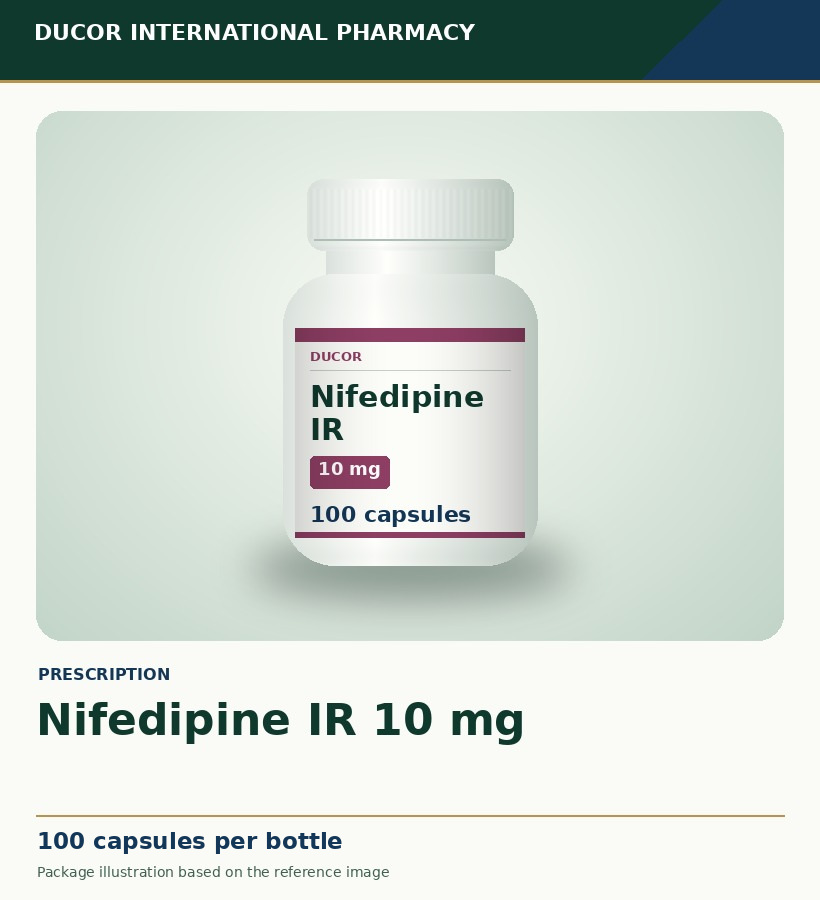 DUCOR INTERNATIONAL PHARMACY
DUCOR
Nifedipine
IR
10 mg
100 capsules
PRESCRIPTION
Nifedipine IR 10 mg
100 capsules per bottle
Package illustration based on the reference image